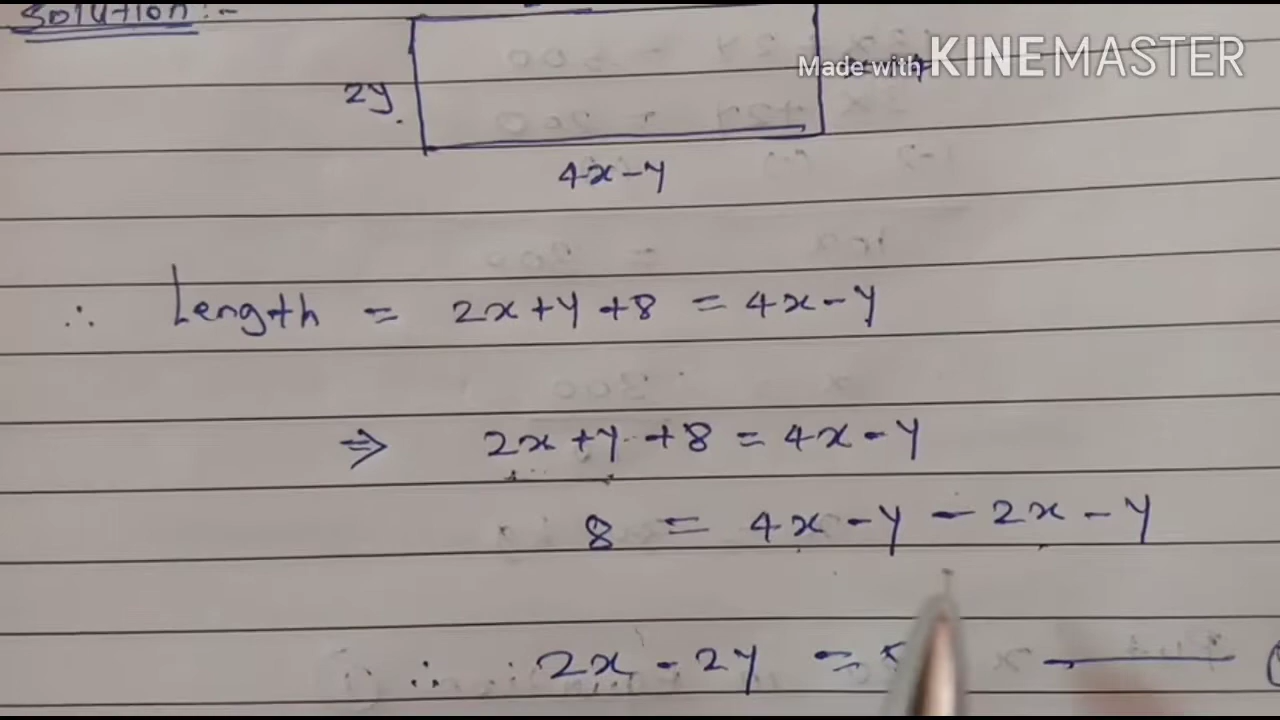 Solution:-
Made with KINEMASTER
2y
4x-y
∴ Length = 2x+y+8 = 4x-y
⇒ 2x+y+8 = 4x-y
8 = 4x-y-2x-y
∴ 2x-2y =